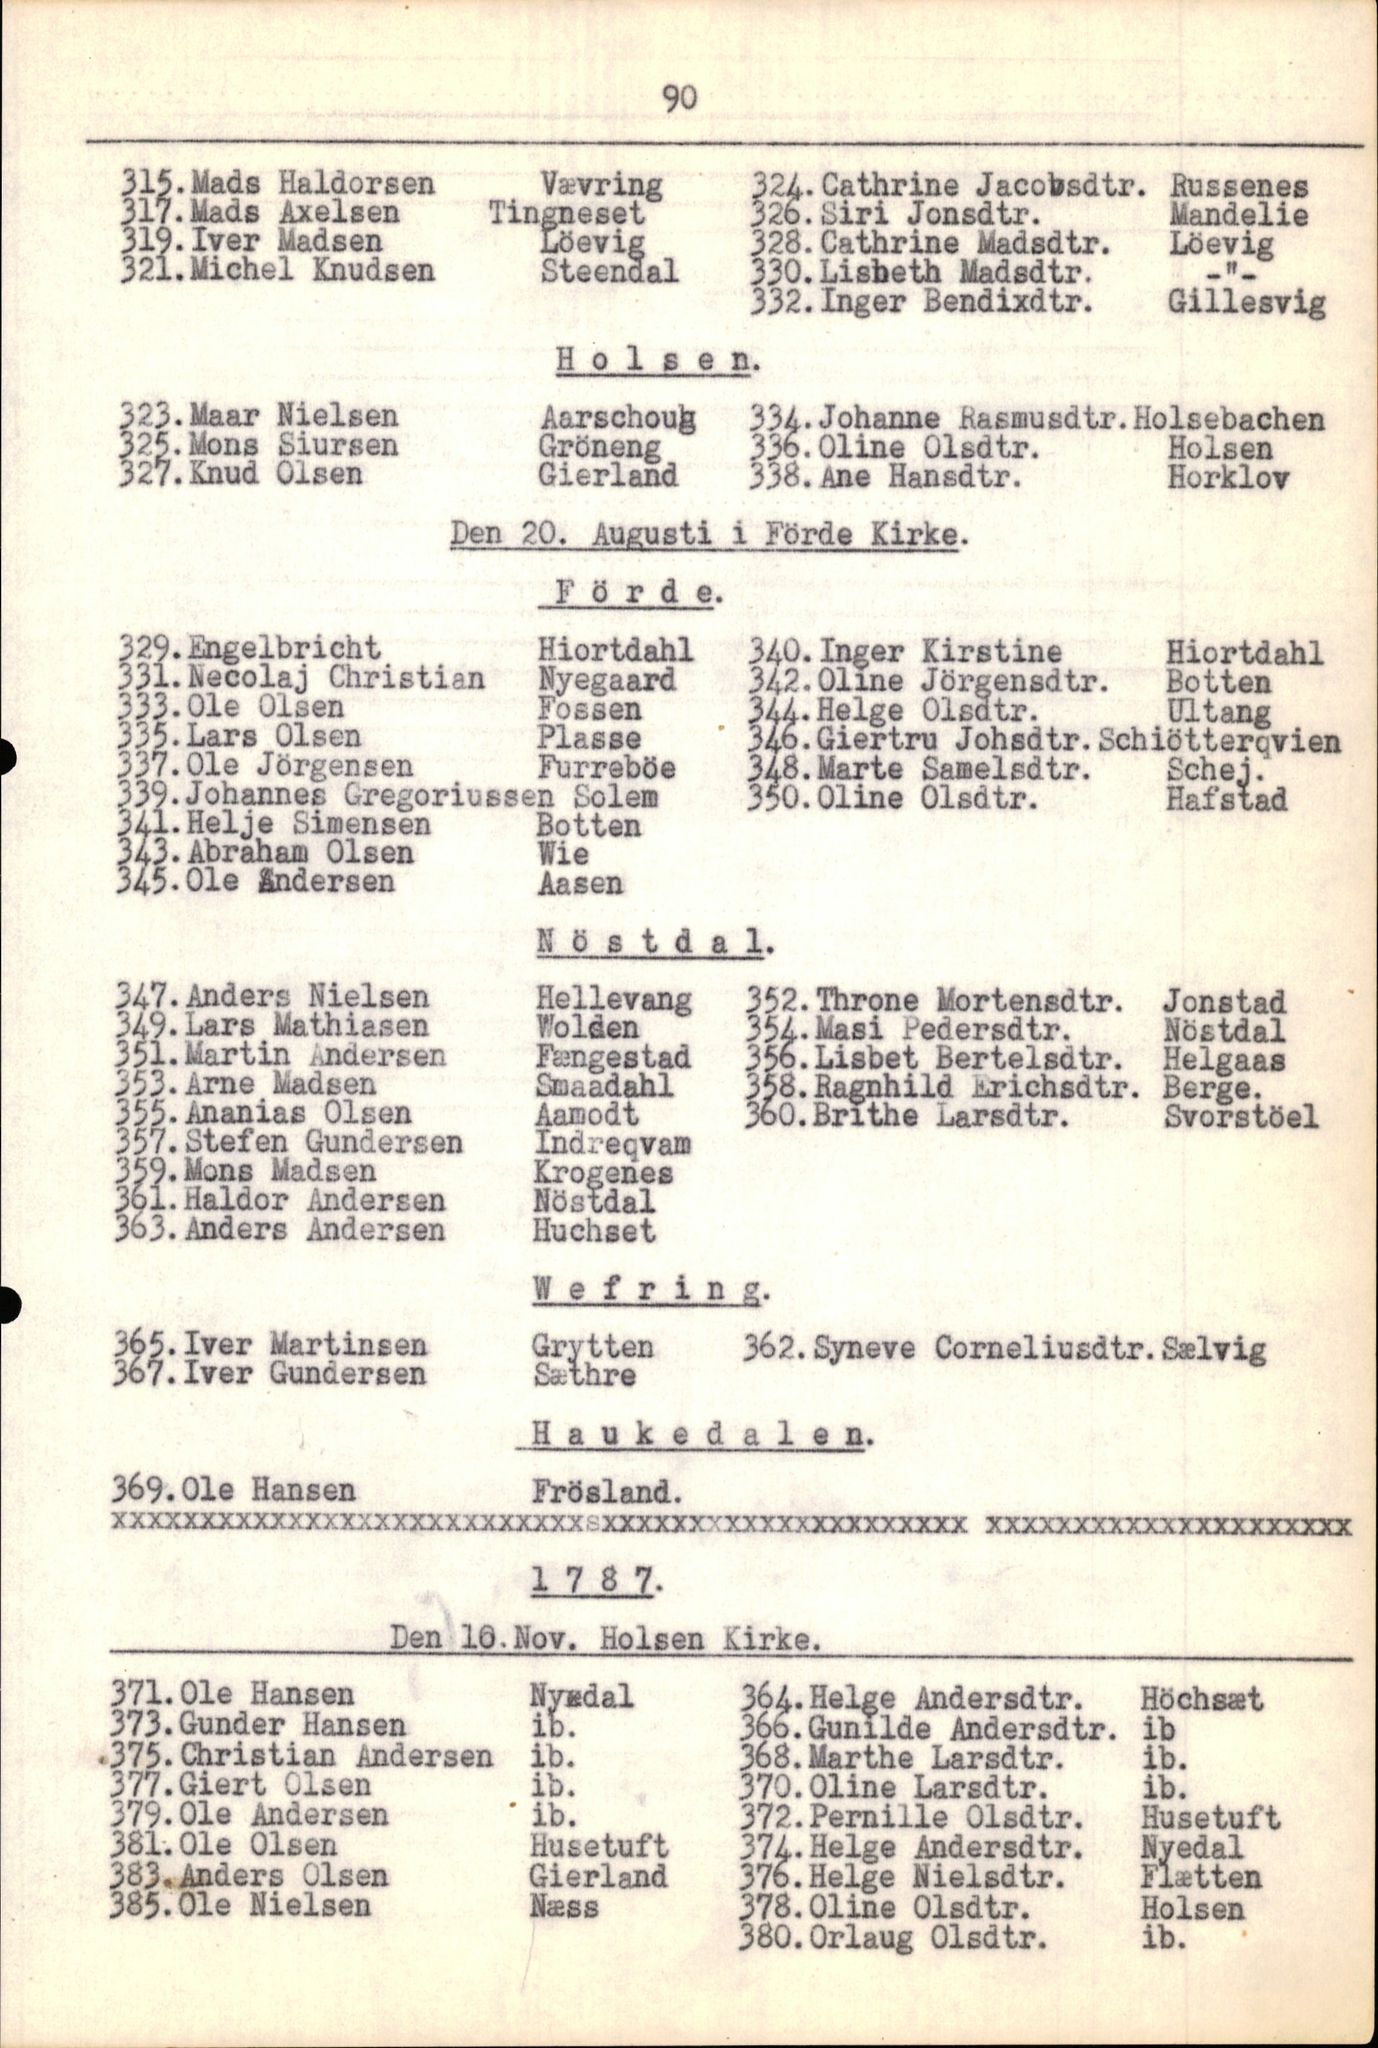 90
315.Mads Haldorsen Vævring 324.Cathrine Jacobsdtr. Russenes
317.Mads Axelsen Tingneset 326.Siri Jonsdtr. Mandelie
319.Iver Madsen Löevig 328.Cathrine Madsdtr. Löevig
321.Michel Knudsen Steendal 330.Lisbeth Madsdtr. -"-
332.Inger Bendixdtr. Gillesvig
H o l s e n.
323.Maar Nielsen Aarschoug 334.Johanne Rasmusdtr.Holsebachen
325.Mons Siursen Gröneng 336.Oline Olsdtr. Holsen
327.Knud Olsen Gierland 338.Ane Hansdtr. Horklov
Den 20. Augusti i Förde Kirke.
F ö r d e.
329.Engelbricht Hiortdahl 340.Inger Kirstine Hiortdahl
331.Necolaj Christian Nyegaard 342.Oline Jörgensdtr. Botten
333.Ole Olsen Fossen 344.Helge Olsdtr. Ultang
335.Lars Olsen Plasse 346.Giertru Johsdtr.Schiötterqvien
337.Ole Jörgensen Furreböe 348.Marte Samelsdtr. Schej.
339.Johannes Gregoriussen Solem 350.Oline Olsdtr. Hafstad
341.Helje Simensen Botten
343.Abraham Olsen Wie
345.Ole Andersen Aasen
N ö s t d a l.
347.Anders Nielsen Hellevang 352.Throne Mortensdtr. Jonstad
349.Lars Mathiasen Wolden 354.Masi Pedersdtr. Nöstdal
351.Martin Andersen Fængestad 356.Lisbet Bertelsdtr. Helgaas
353.Arne Madsen Smaadahl 358.Ragnhild Erichsdtr. Berge.
355.Ananias Olsen Aamodt 360.Brithe Larsdtr. Svorstöel
357.Stefen Gundersen Indreqvam
359.Mons Madsen Krogenes
361.Haldor Andersen Nöstdal
363.Anders Andersen Huchset
W e f r i n g.
365.Iver Martinsen Grytten 362.Syneve Corneliusdtr.Sælvig
367.Iver Gundersen Sæthre
H a u k e d a l e n.
369.Ole Hansen Frösland.
xxxxxxxxxxxxxxxxxxxxxxxxxxxsxxxxxxxxxxxxxxxxxxxxx xxxxxxxxxxxxxxxxxxxxx
1 7 8 7.
Den 10.Nov. Holsen Kirke.
371.Ole Hansen Nyedal 364.Helge Andersdtr. Höchsæt
373.Gunder Hansen ib. 366.Gunilde Andersdtr. ib
375.Christian Andersen ib. 368.Marthe Larsdtr. ib.
377.Giert Olsen ib. 370.Oline Larsdtr. ib.
379.Ole Andersen ib. 372.Pernille Olsdtr. Husetuft
381.Ole Olsen Husetuft 374.Helge Andersdtr. Nyedal
383.Anders Olsen Gierland 376.Helge Nielsdtr. Flætten
385.Ole Nielsen Næss 378.Oline Olsdtr. Holsen
380.Orlaug Olsdtr. ib.